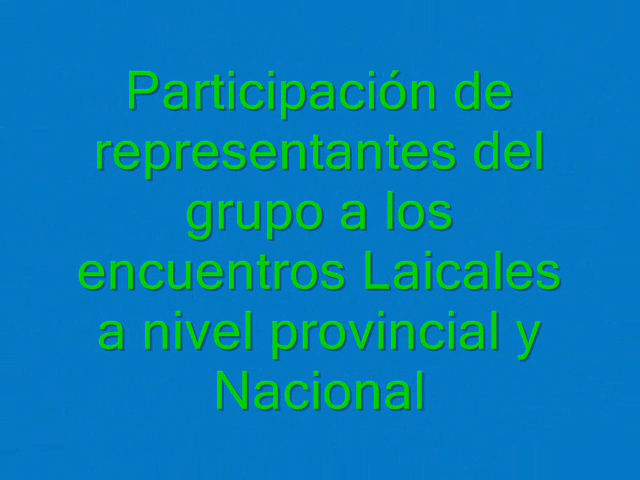 Participación de
representantes del
grupo a los
encuentros Laicales
a nivel provincial y
Nacional